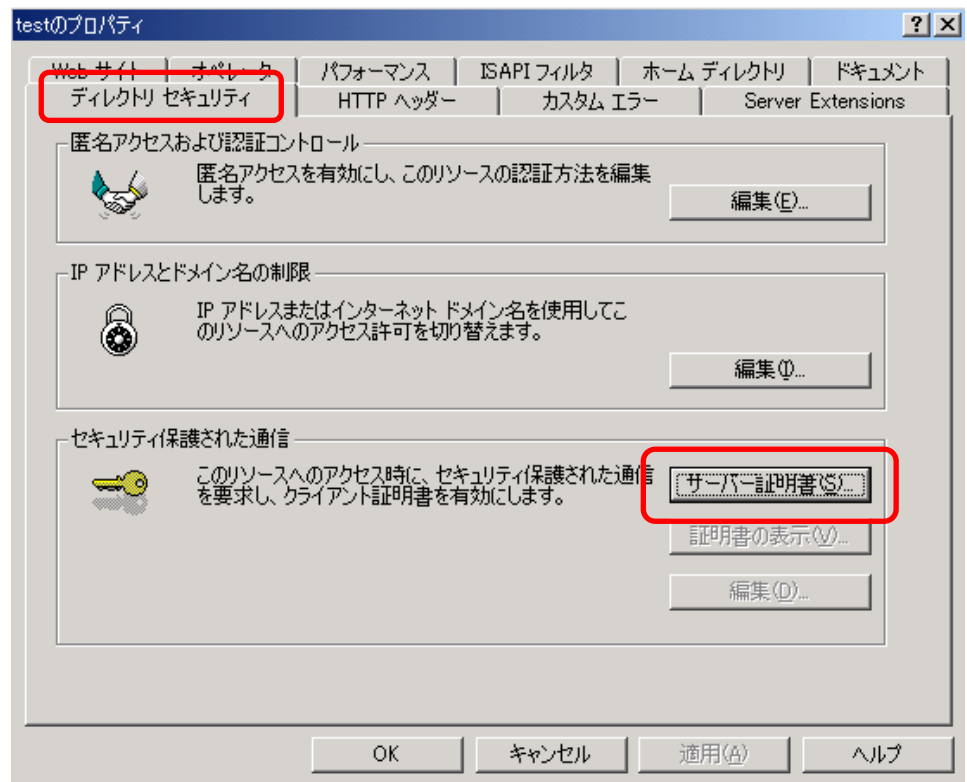 testのプロパティ
Web サイト
オペレータ
パフォーマンス
ISAPI フィルタ
ホーム ディレクトリ
ドキュメント
ディレクトリ セキュリティ
HTTP ヘッダー
カスタム エラー
Server Extensions
匿名アクセスおよび認証コントロール
匿名アクセスを有効にし、このリソースの認証方法を編集
します。
編集(E)...
IP アドレスとドメイン名の制限
IP アドレスまたはインターネット ドメイン名を使用してこ
のリソースへのアクセス許可を切り替えます。
編集(I)...
セキュリティ保護された通信
このリソースへのアクセス時に、セキュリティ保護された通信
を要求し、クライアント証明書を有効にします。
サーバー証明書(S)...
証明書の表示(V)...
編集(D)...
OK
キャンセル
適用(A)
ヘルプ